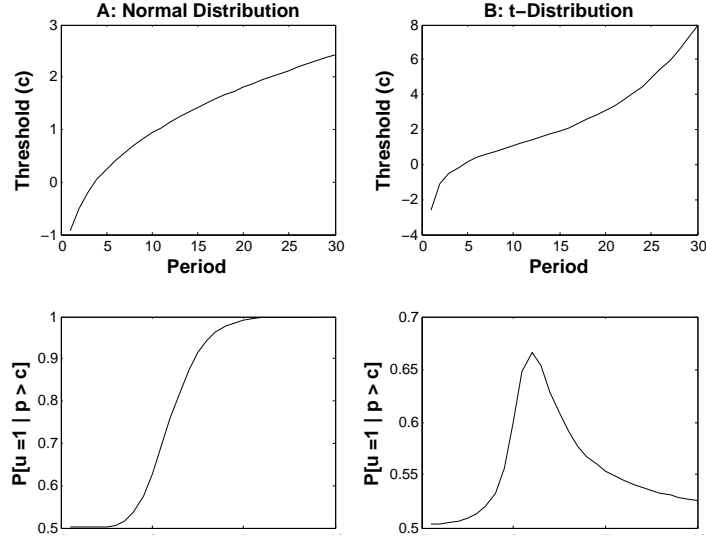 A: Normal Distribution
3
2
1
0
−1
Threshold (c)
0 5 10 15 20 25 30
Period
B: t−Distribution
8
6
4
2
0
−2
−4
Threshold (c)
0 5 10 15 20 25 30
Period
1
0.9
0.8
0.7
0.6
0.5
P[u =1 | p > c]
0.7
0.65
0.6
0.55
0.5
P[u =1 | p > c]